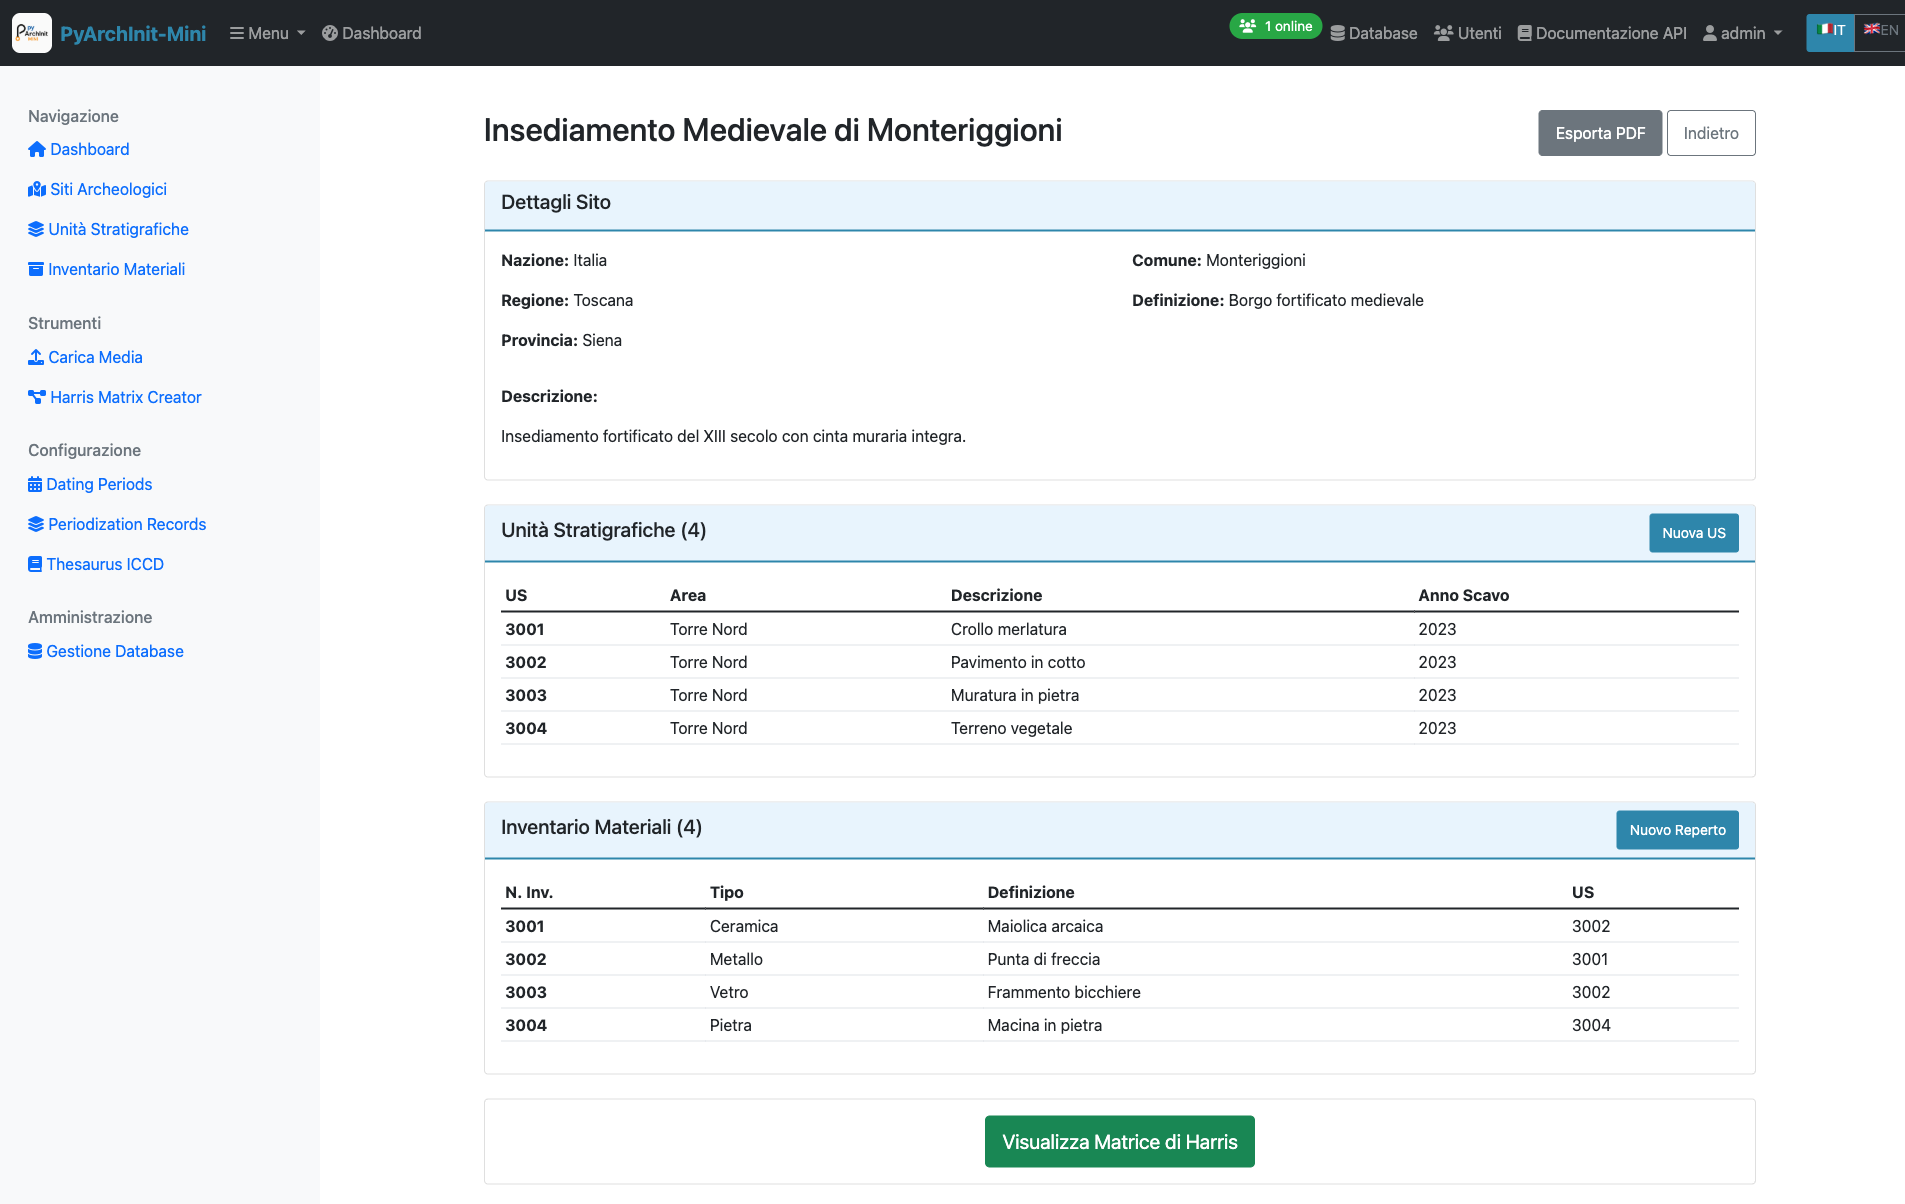 PyArchInit-Mini Menu Dashboard 1 online Database Utenti Documentazione API admin IT EN
Navigazione
Dashboard
Siti Archeologici
Unità Stratigrafiche
Inventario Materiali
Strumenti
Carica Media
Harris Matrix Creator
Configurazione
Dating Periods
Periodization Records
Thesaurus ICCD
Amministrazione
Gestione Database
Insediamento Medievale di Monteriggioni
Esporta PDF Indietro
Dettagli Sito
Nazione: Italia
Regione: Toscana
Provincia: Siena
Comune: Monteriggioni
Definizione: Borgo fortificato medievale
Descrizione:
Insediamento fortificato del XIII secolo con cinta muraria integra.
Unità Stratigrafiche (4) Nuova US
US Area Descrizione Anno Scavo
3001 Torre Nord Crollo merlatura 2023
3002 Torre Nord Pavimento in cotto 2023
3003 Torre Nord Muratura in pietra 2023
3004 Torre Nord Terreno vegetale 2023
Inventario Materiali (4) Nuovo Reperto
N. Inv. Tipo Definizione US
3001 Ceramica Maiolica arcaica 3002
3002 Metallo Punta di freccia 3001
3003 Vetro Frammento bicchiere 3002
3004 Pietra Macina in pietra 3004
Visualizza Matrice di Harris